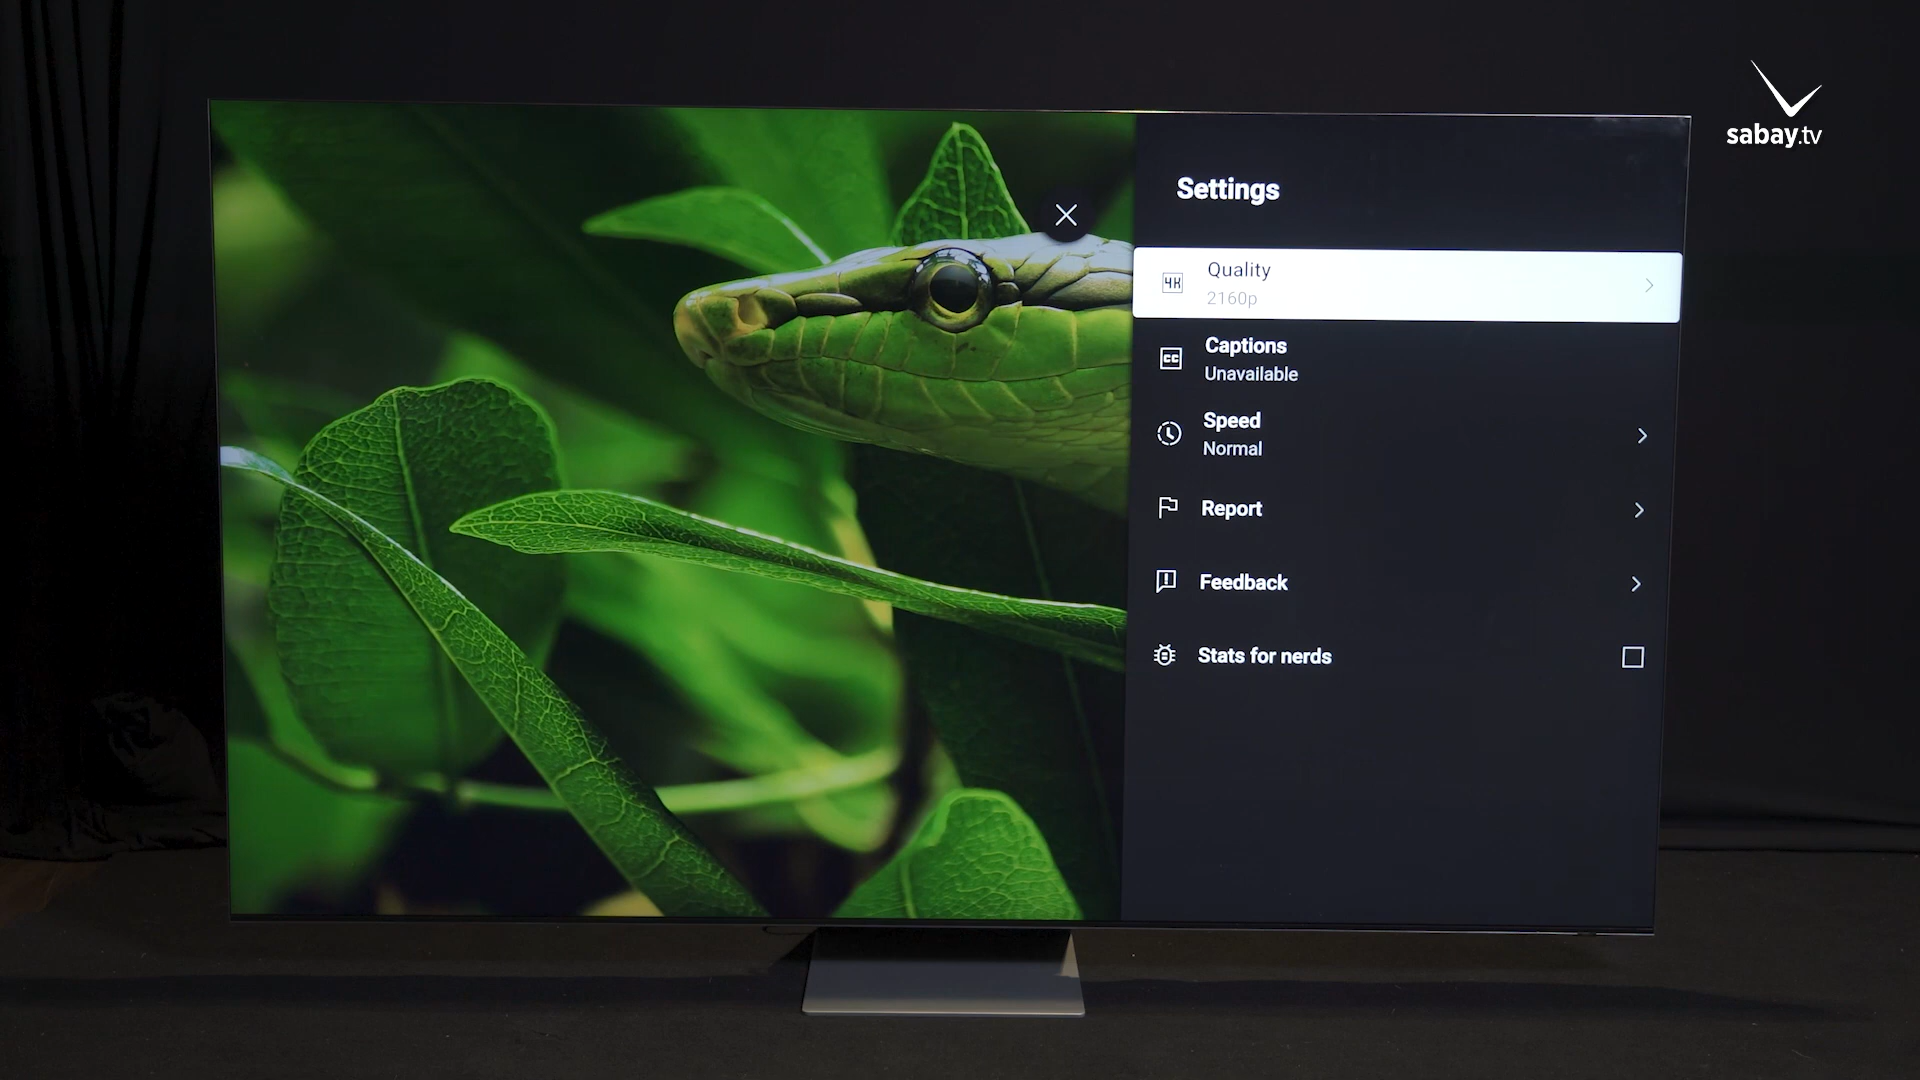 sabay.tv
Settings
4K
Quality
2160p
CC
Captions
Unavailable
Speed
Normal
Report
Feedback
Stats for nerds